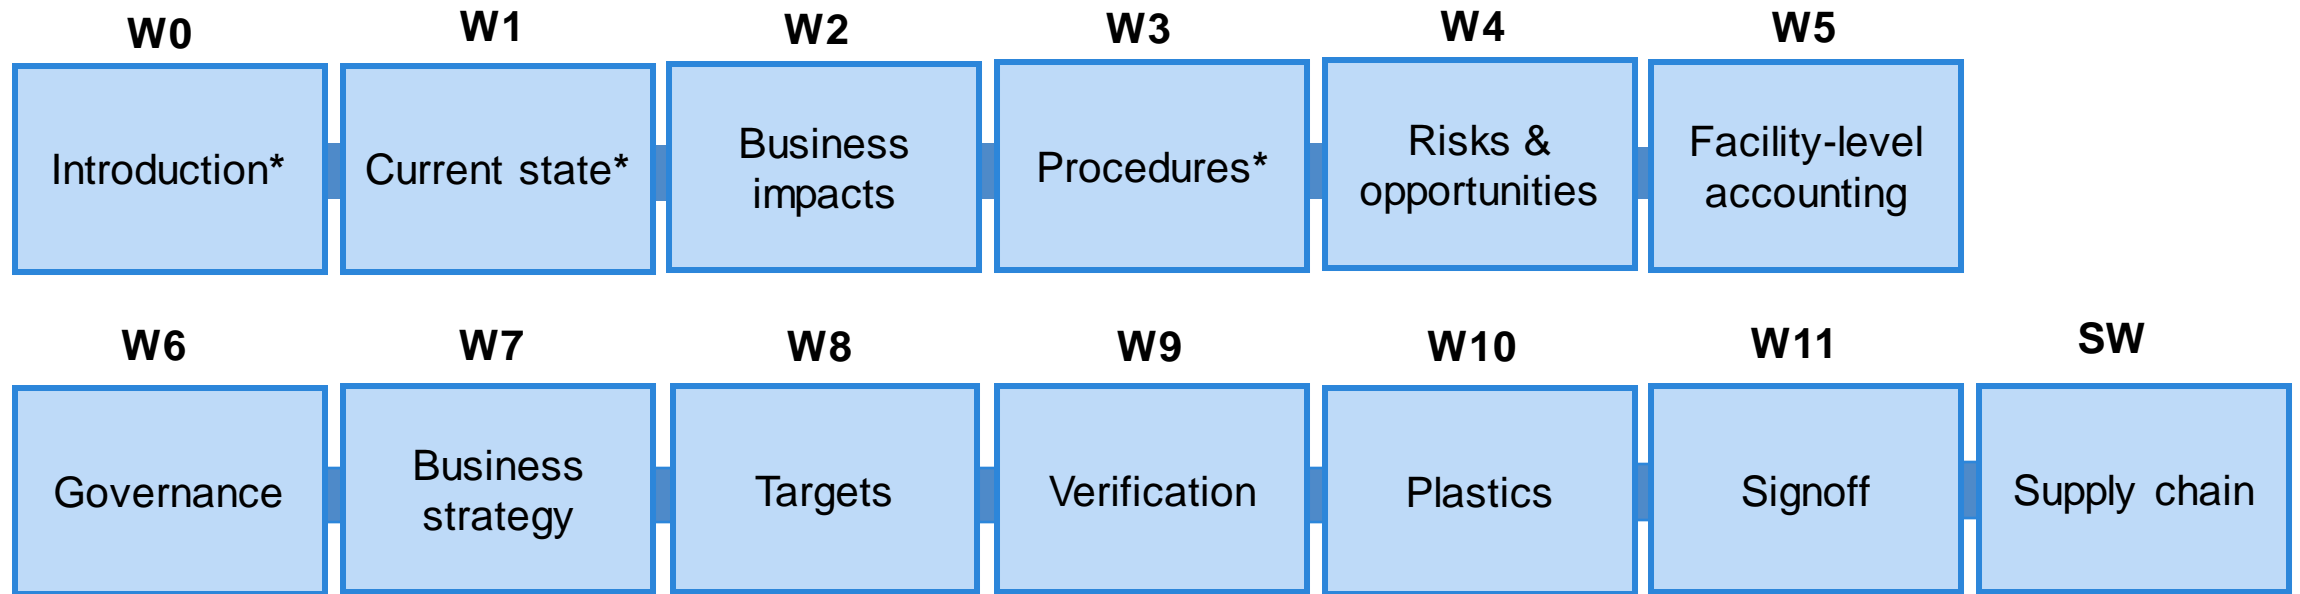 W0
Introduction*
W1
Current state*
W2
Business
impacts
W3
Procedures*
W4
Risks &
opportunities
W5
Facility-level
accounting
W6
Governance
W7
Business
strategy
W8
Targets
W9
Verification
W10
Plastics
W11
Signoff
SW
Supply chain